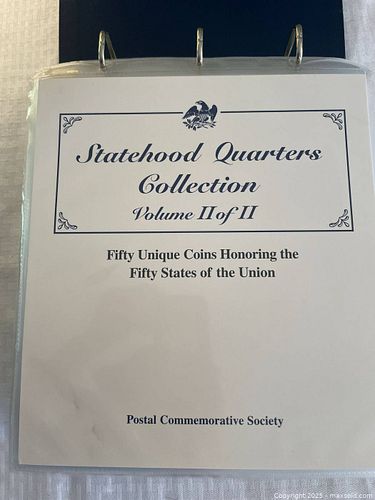 Statehood Quarters
Collection
Volume II of II
Fifty Unique Coins Honoring the
Fifty States of the Union
Postal Commemorative Society
Copyright 2025 - maxsold.com